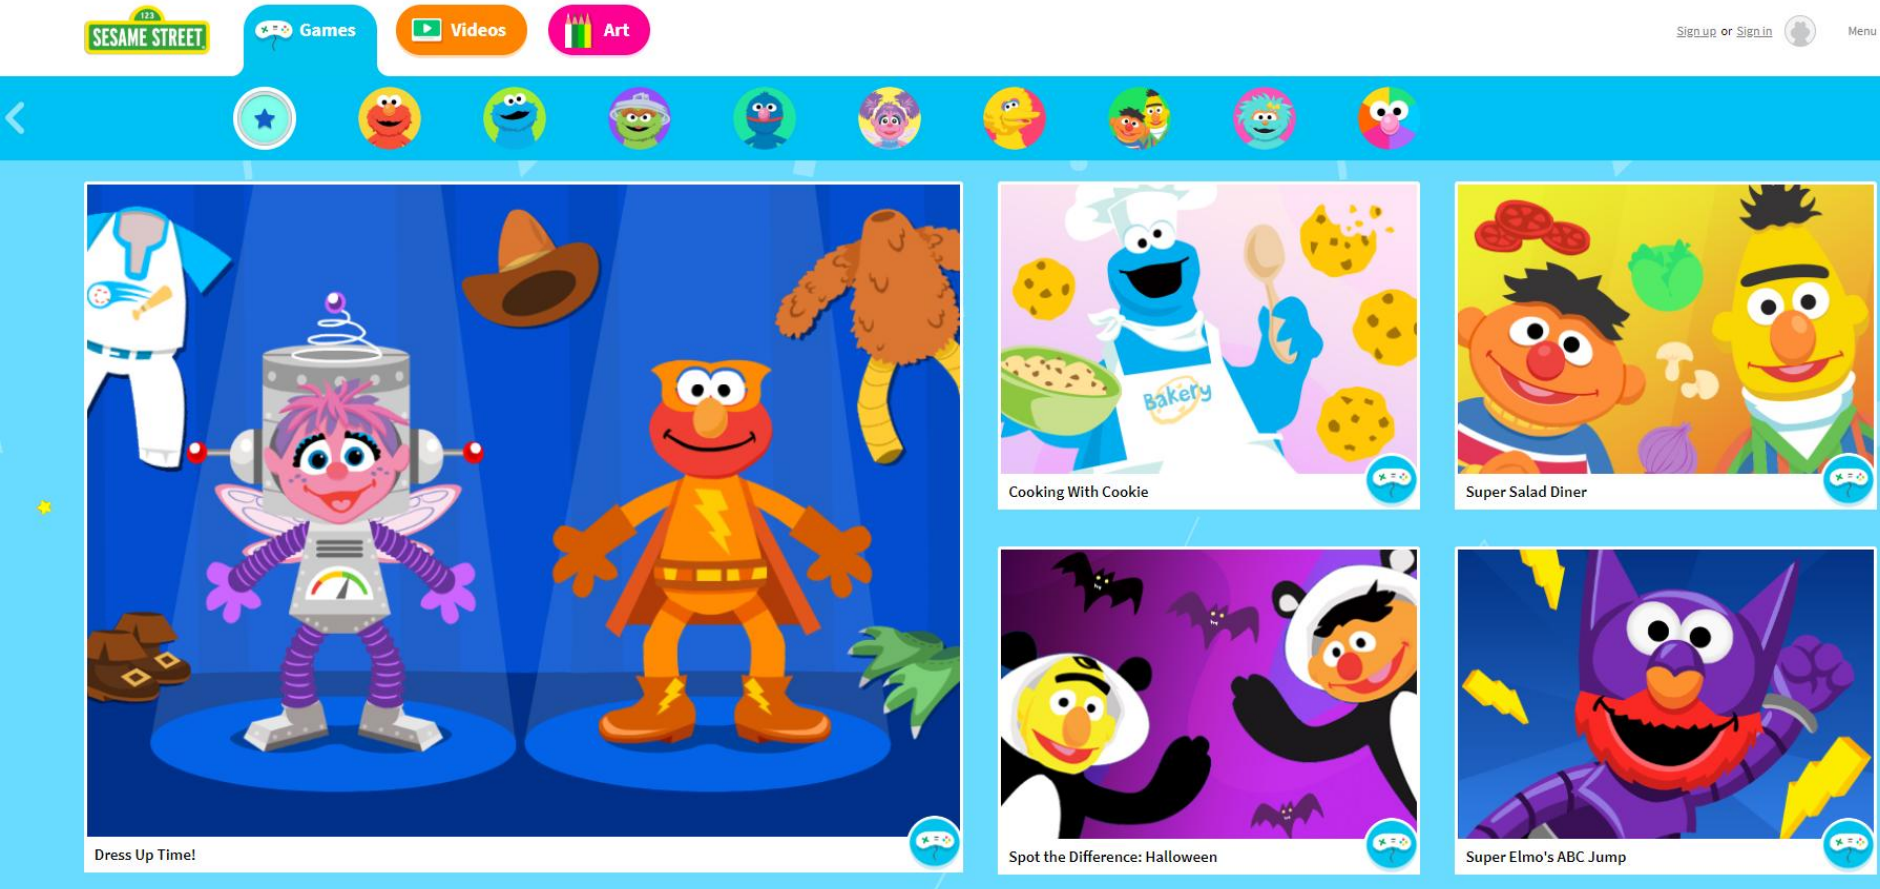 123
SESAME STREET
Games
Videos
Art
Sign up or Sign in
Menu
Bakery
Cooking With Cookie
Super Salad Diner
Dress Up Time!
Spot the Difference: Halloween
Super Elmo's ABC Jump